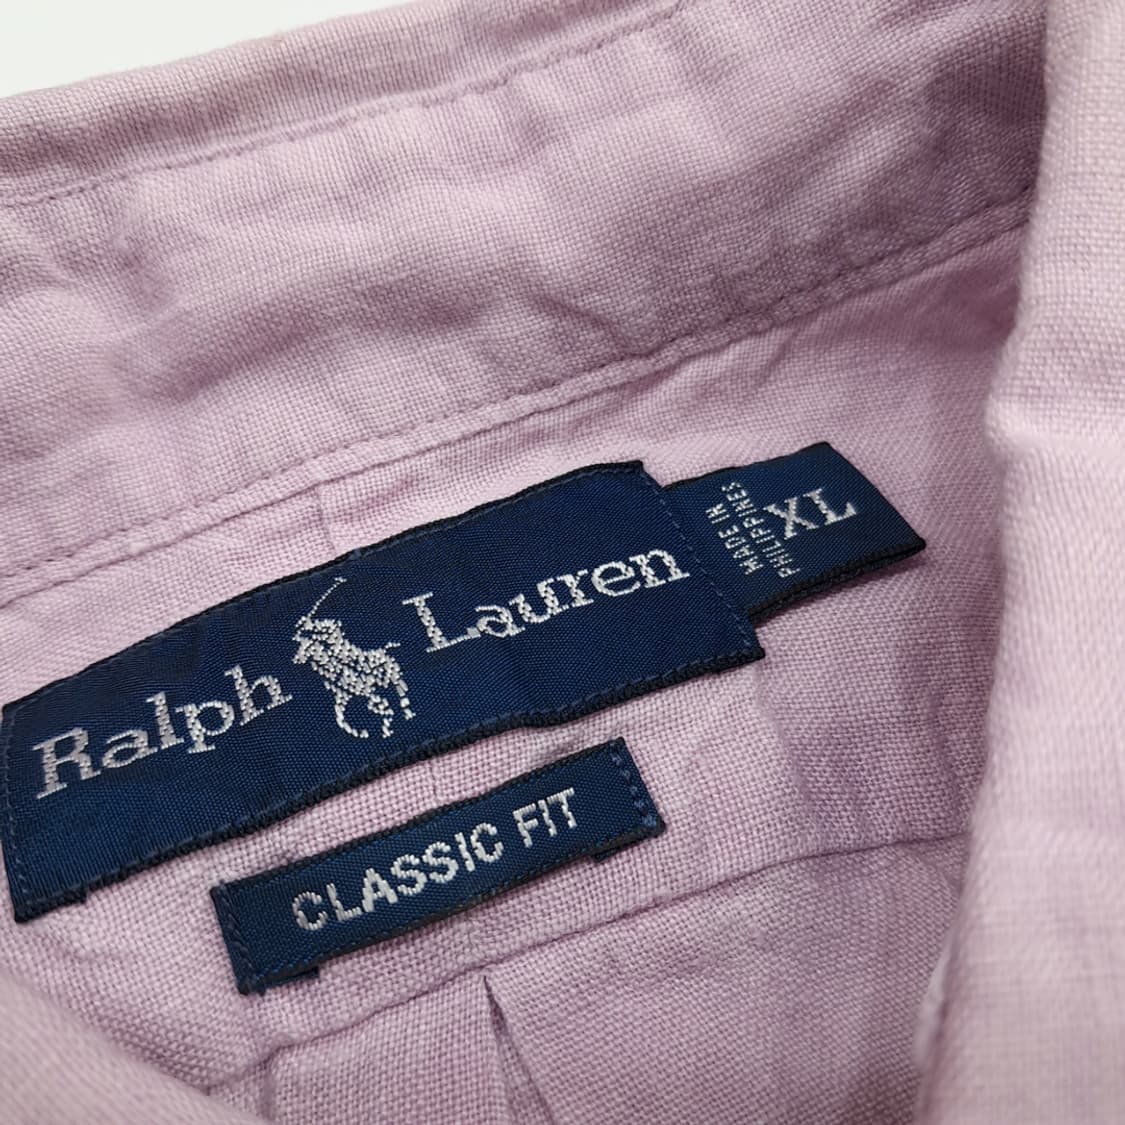 Ralph Lauren
MADE IN
PHILIPPINES
XL
CLASSIC FIT